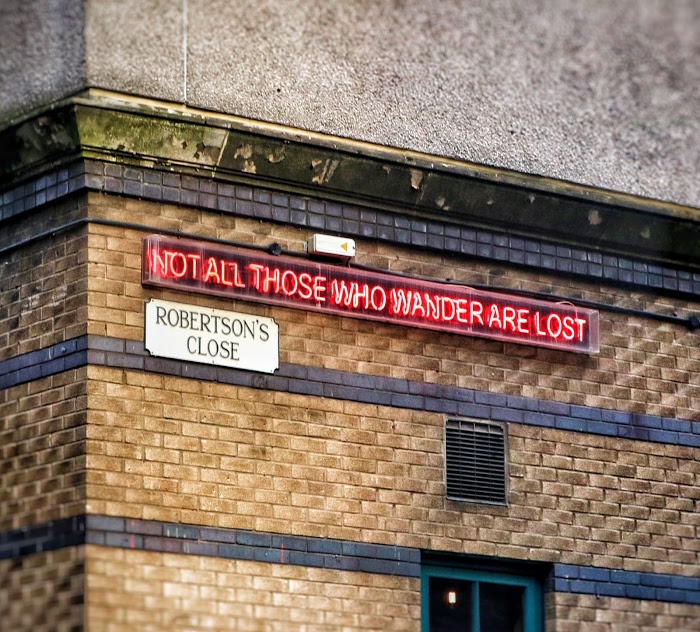 NOT ALL THOSE WHO WANDER ARE LOST
ROBERTSON'S
CLOSE